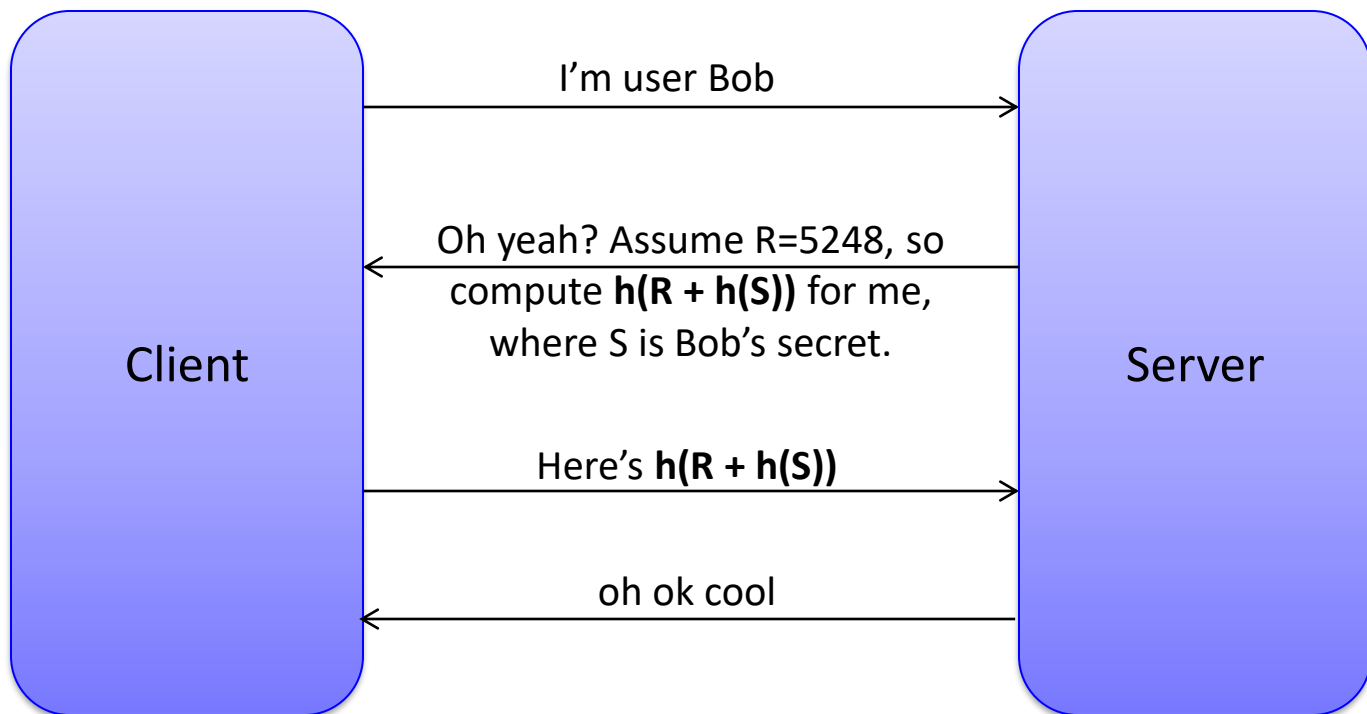 I’m user Bob
Oh yeah? Assume R=5248, so
compute h(R + h(S)) for me,
where S is Bob’s secret.
Client
Server
Here’s h(R + h(S))
oh ok cool